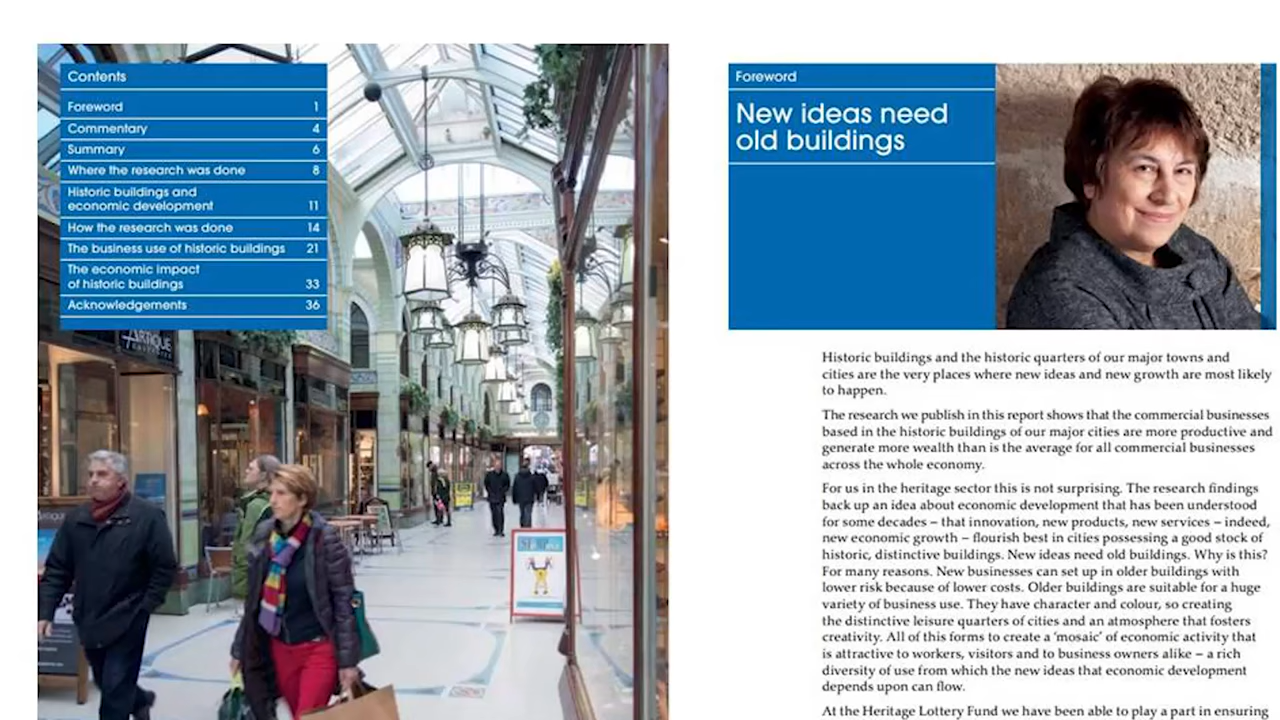 Contents
Foreword 1
Commentary 4
Summary 6
Where the research was done 8
Historic buildings and
economic development 11
How the research was done 14
The business use of historic buildings 21
The economic impact
of historic buildings 33
Acknowledgements 36
Foreword
New ideas need
old buildings
Historic buildings and the historic quarters of our major towns and
cities are the very places where new ideas and new growth are most likely
to happen.
The research we publish in this report shows that the commercial businesses
based in the historic buildings of our major cities are more productive and
generate more wealth than is the average for all commercial businesses
across the whole economy.
For us in the heritage sector this is not surprising. The research findings
back up an idea about economic development that has been understood
for some decades – that innovation, new products, new services – indeed,
new economic growth – flourish best in cities possessing a good stock of
historic, distinctive buildings. New ideas need old buildings. Why is this?
For many reasons. New businesses can set up in older buildings with
lower risk because of lower costs. Older buildings are suitable for a huge
variety of business use. They have character and colour, so creating
the distinctive leisure quarters of cities and an atmosphere that fosters
creativity. All of this forms to create a ‘mosaic’ of economic activity that
is attractive to workers, visitors and to business owners alike – a rich
diversity of use from which the new ideas that economic development
depends upon can flow.
At the Heritage Lottery Fund we have been able to play a part in ensuring